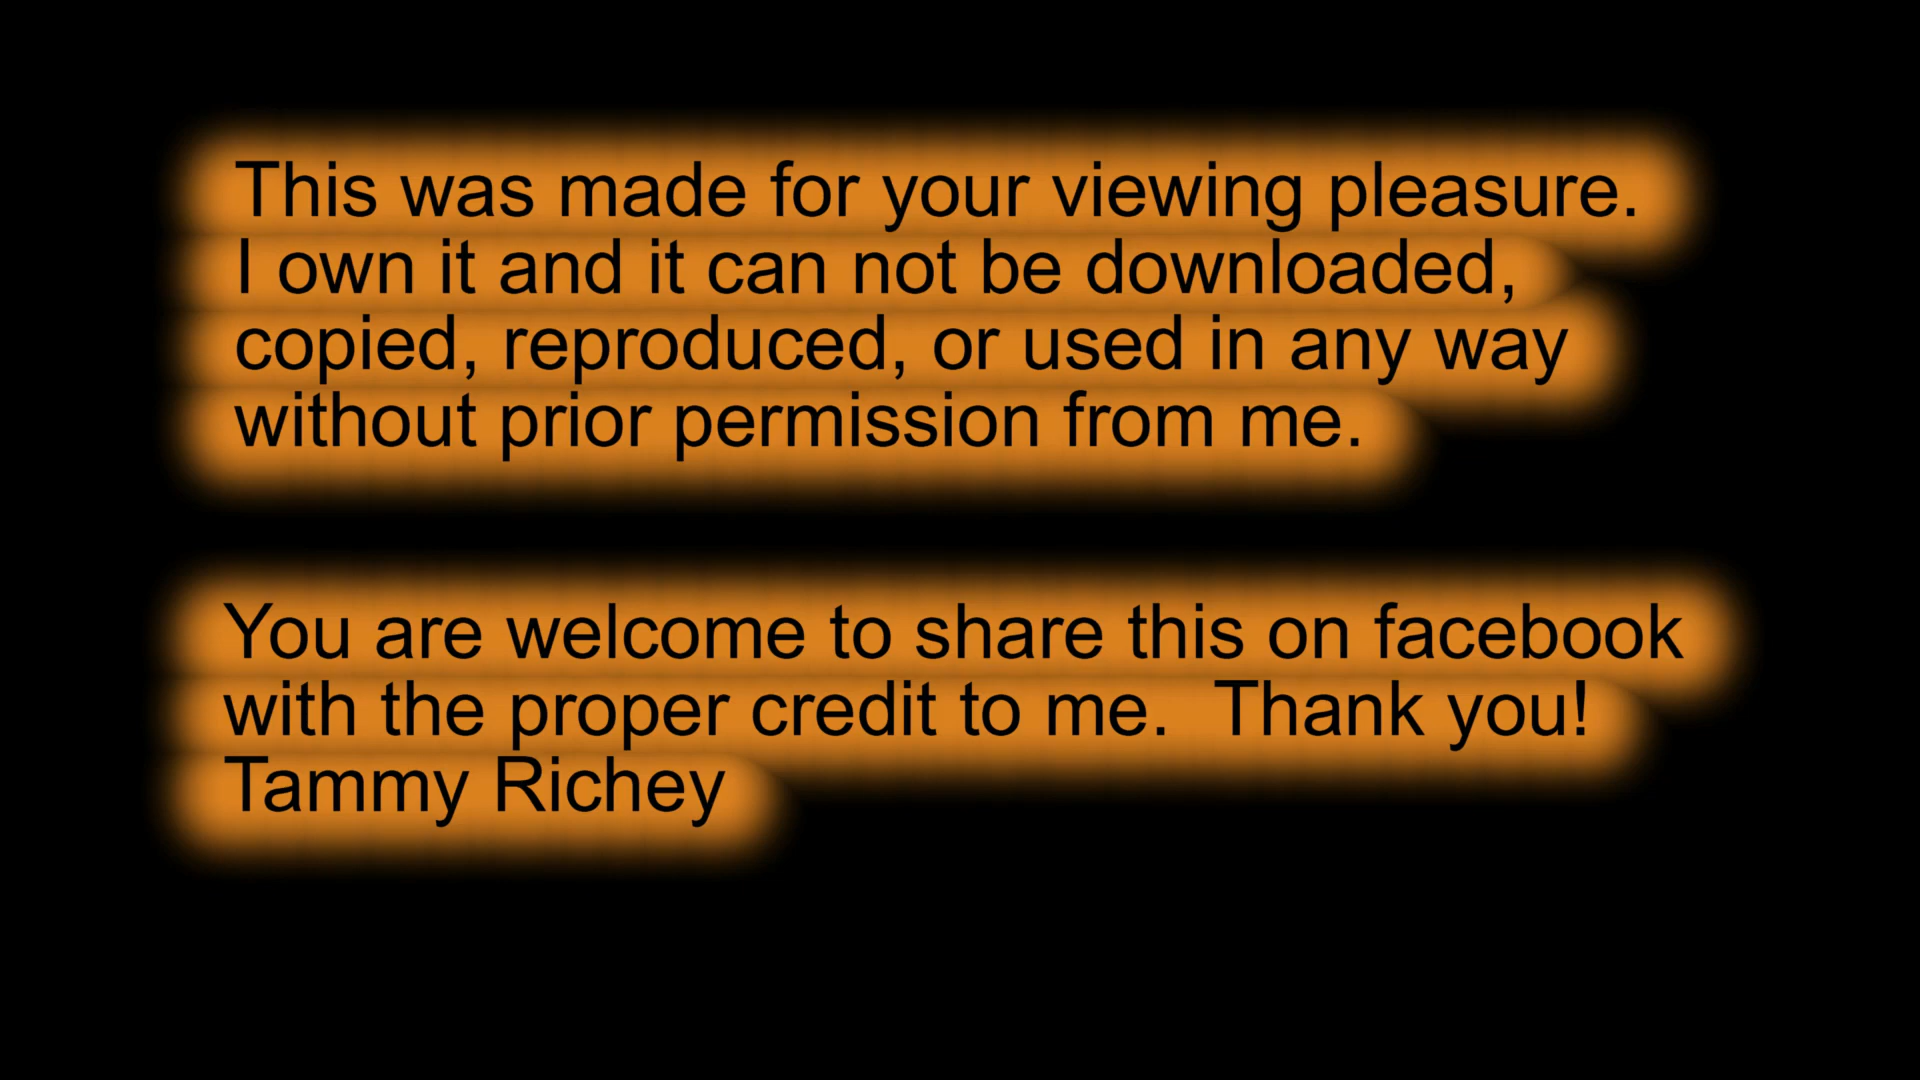 This was made for your viewing pleasure.
I own it and it can not be downloaded,
copied, reproduced, or used in any way
without prior permission from me.
You are welcome to share this on facebook
with the proper credit to me.  Thank you!
Tammy Richey